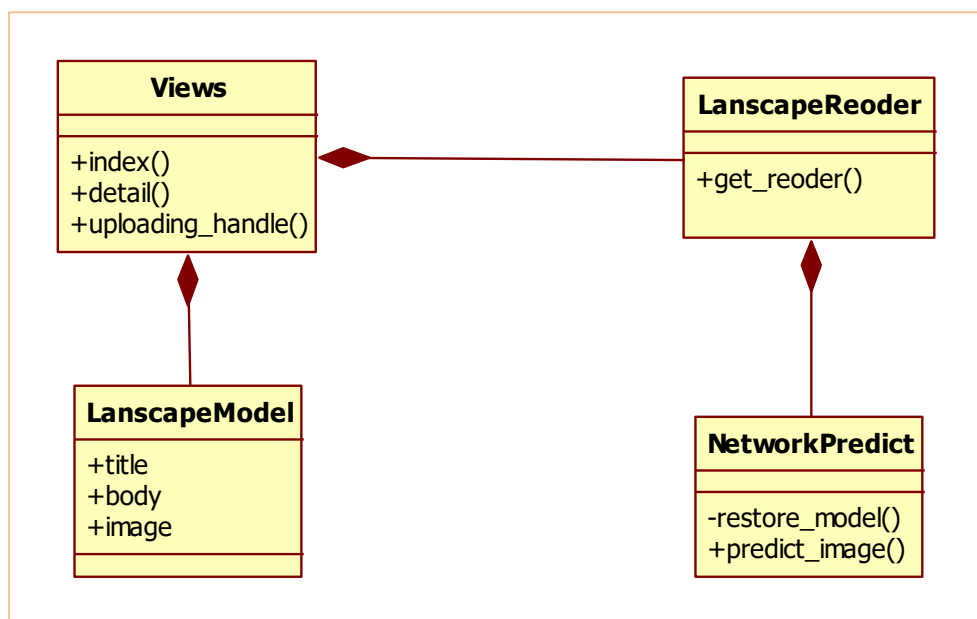 Views
+index()
+detail()
+uploading_handle()
LanscapeReoder
+get_reoder()
LanscapeModel
+title
+body
+image
NetworkPredict
-restore_model()
+predict_image()